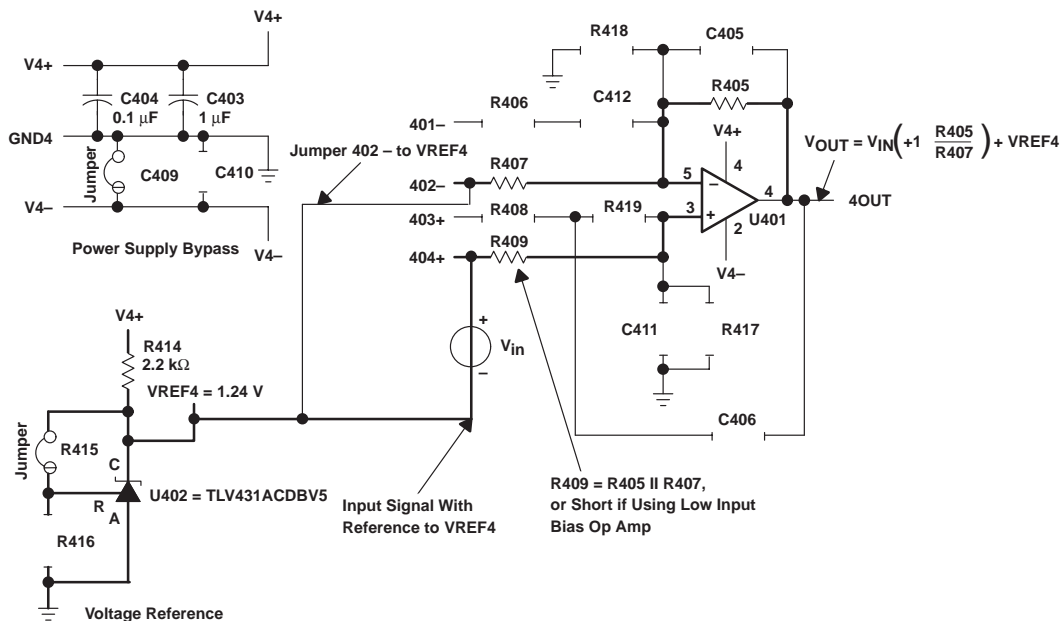 V4+
V4+
C404
0.1 µF
C403
1 µF
GND4
Jumper
C409
C410
V4–
V4–
Power Supply Bypass
R418
C405
R405
R406
C412
401–
Jumper 402 – to VREF4
R407
402–
V4+
4
5
–
4
403+
R408
R419
3
+
U401
2
4OUT
R409
404+
V4–
VOUT = VIN(+1 R405/R407) + VREF4
C411
R417
+
Vin
–
C406
V4+
R414
2.2 kΩ
VREF4 = 1.24 V
Jumper
R415
C
U402 = TLV431ACDBV5
R
A
R416
Voltage Reference
Input Signal With
Reference to VREF4
R409 = R405 II R407,
or Short if Using Low Input
Bias Op Amp